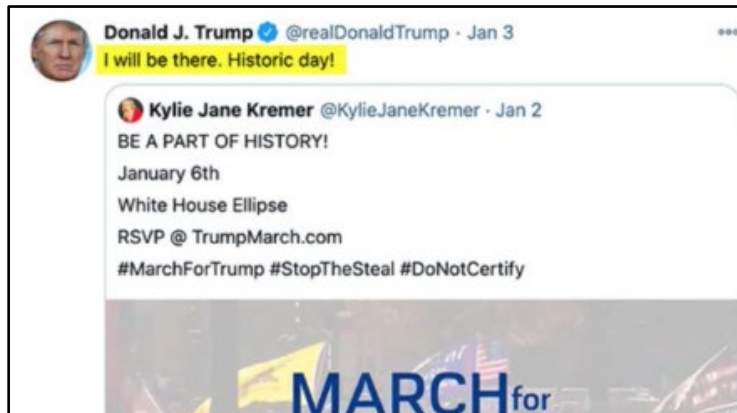 Donald J. Trump @realDonaldTrump · Jan 3
I will be there. Historic day!
Kylie Jane Kremer @KylieJaneKremer · Jan 2
BE A PART OF HISTORY!
January 6th
White House Ellipse
RSVP @ TrumpMarch.com
#MarchForTrump #StopTheSteal #DoNotCertify
MARCH for